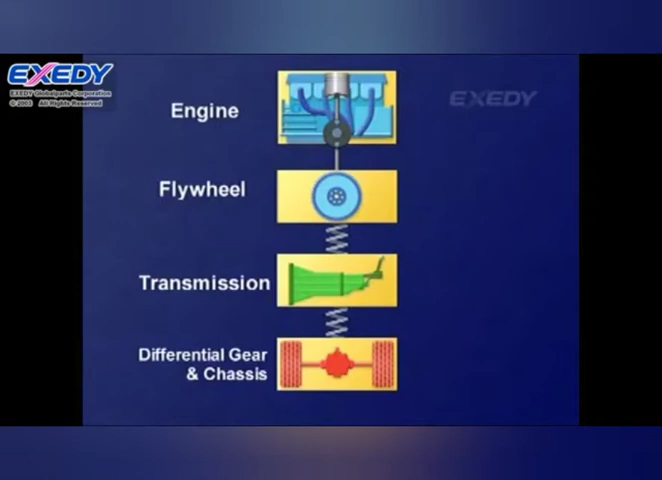 EXEDY
EXEDY Globalparts Corporation
© 2003 All Rights Reserved
EXEDY
Engine
Flywheel
Transmission
Differential Gear
& Chassis